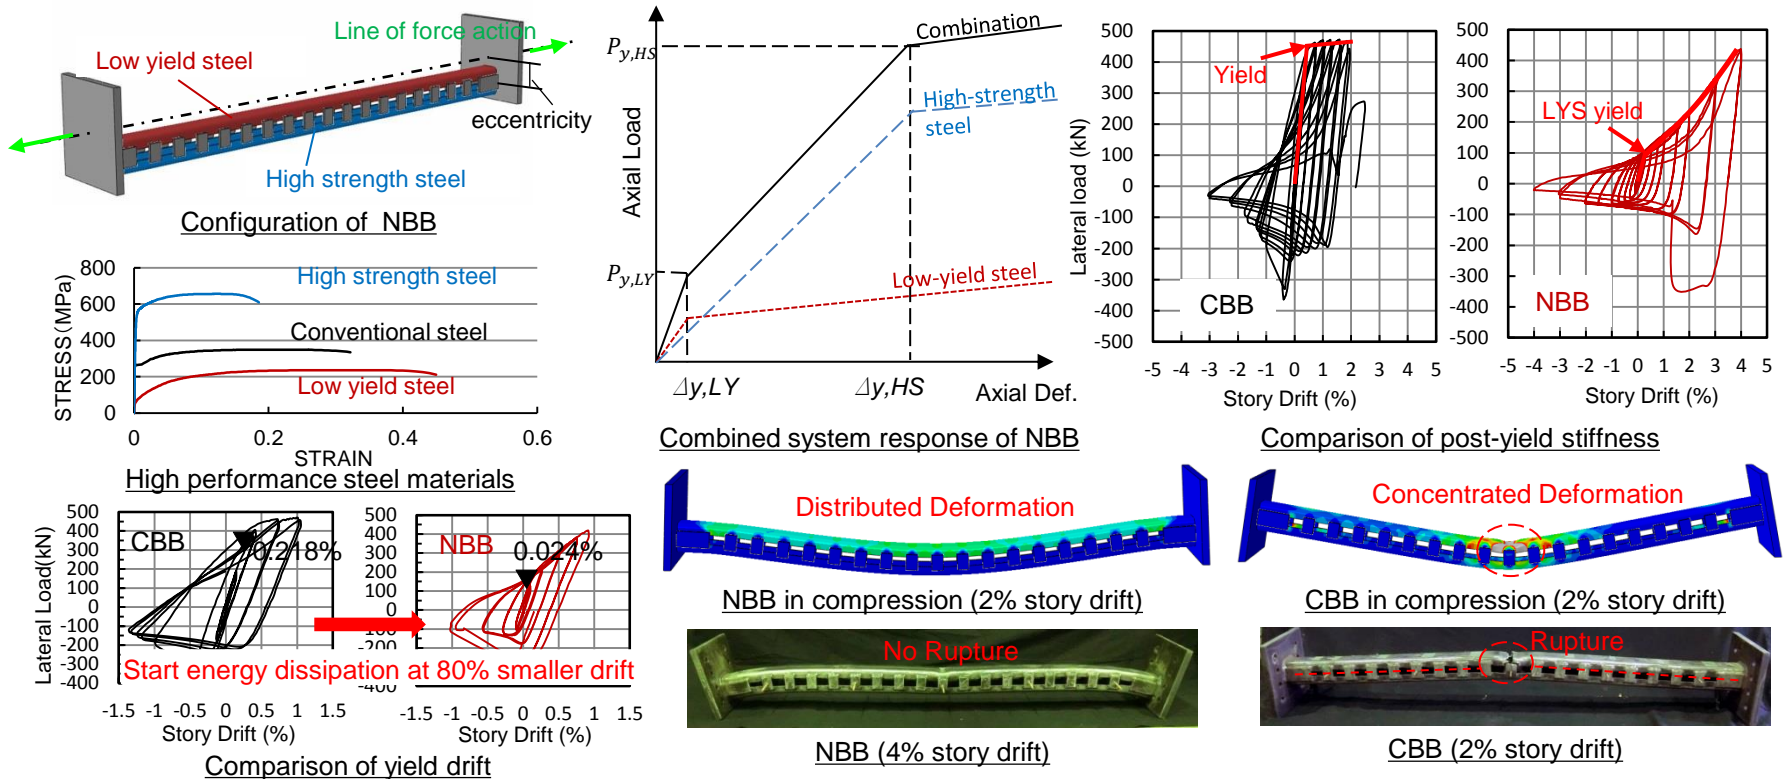 Line of force action
Low yield steel
eccentricity
High strength steel
Configuration of NBB
800
600
400
200
0
STRESS(MPa)
High strength steel
Conventional steel
Low yield steel
0
0.2
0.4
0.6
STRAIN
High performance steel materials
Axial Load
P_{y,HS}
P_{y,LY}
Combination
High-strength
steel
Low-yield steel
Δy,LY
Δy,HS
Axial Def.
Combined system response of NBB
500
400
300
200
100
0
-100
-200
-300
-400
-500
Lateral load (kN)
Yield
CBB
-5 -4 -3 -2 -1 0 1 2 3 4 5
Story Drift (%)
500
400
300
200
100
0
-100
-200
-300
-400
-500
LYS yield
NBB
-5 -4 -3 -2 -1 0 1 2 3 4 5
Story Drift (%)
Comparison of post-yield stiffness
500
400
300
200
100
0
-100
-200
-300
-400
Lateral Load(kN)
CBB
0.218%
-1.5 -1 -0.5 0 0.5 1 1.5
Story Drift (%)
500
400
300
200
100
0
-100
NBB
0.024%
Start energy dissipation at 80% smaller drift
-1.5 -1 -0.5 0 0.5 1 1.5
Story Drift (%)
Comparison of yield drift
Distributed Deformation
NBB in compression (2% story drift)
Concentrated Deformation
CBB in compression (2% story drift)
No Rupture
NBB (4% story drift)
Rupture
CBB (2% story drift)